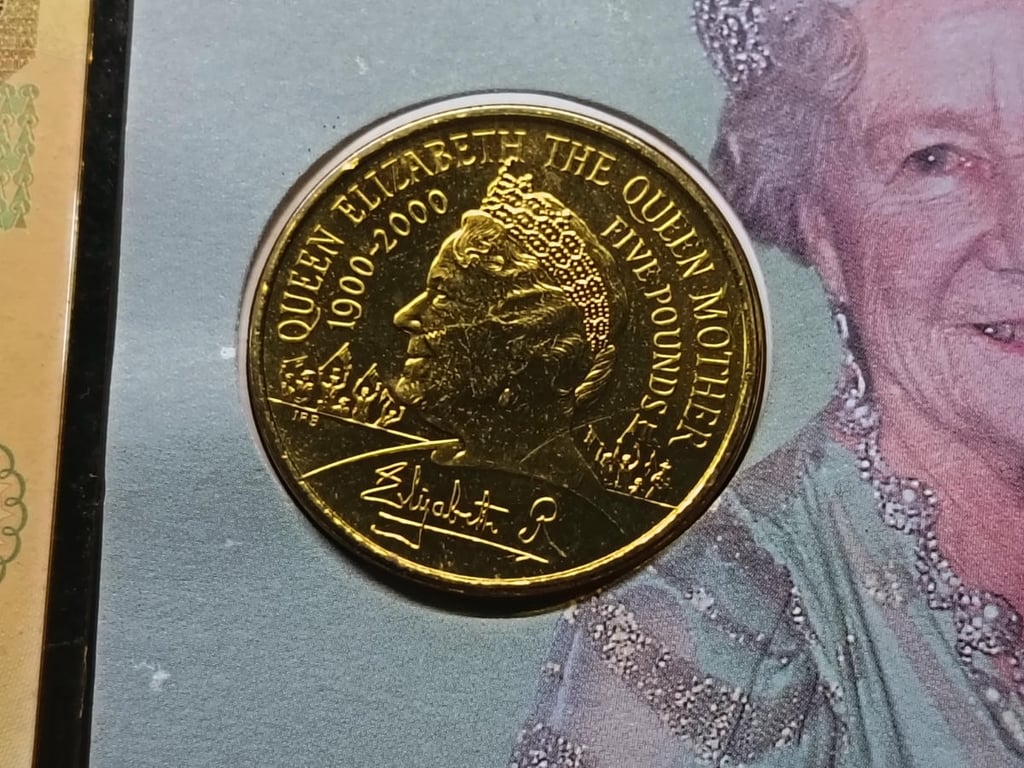 QUEEN ELIZABETH THE QUEEN MOTHER
1900-2000
FIVE POUNDS
IRB
Elizabeth R